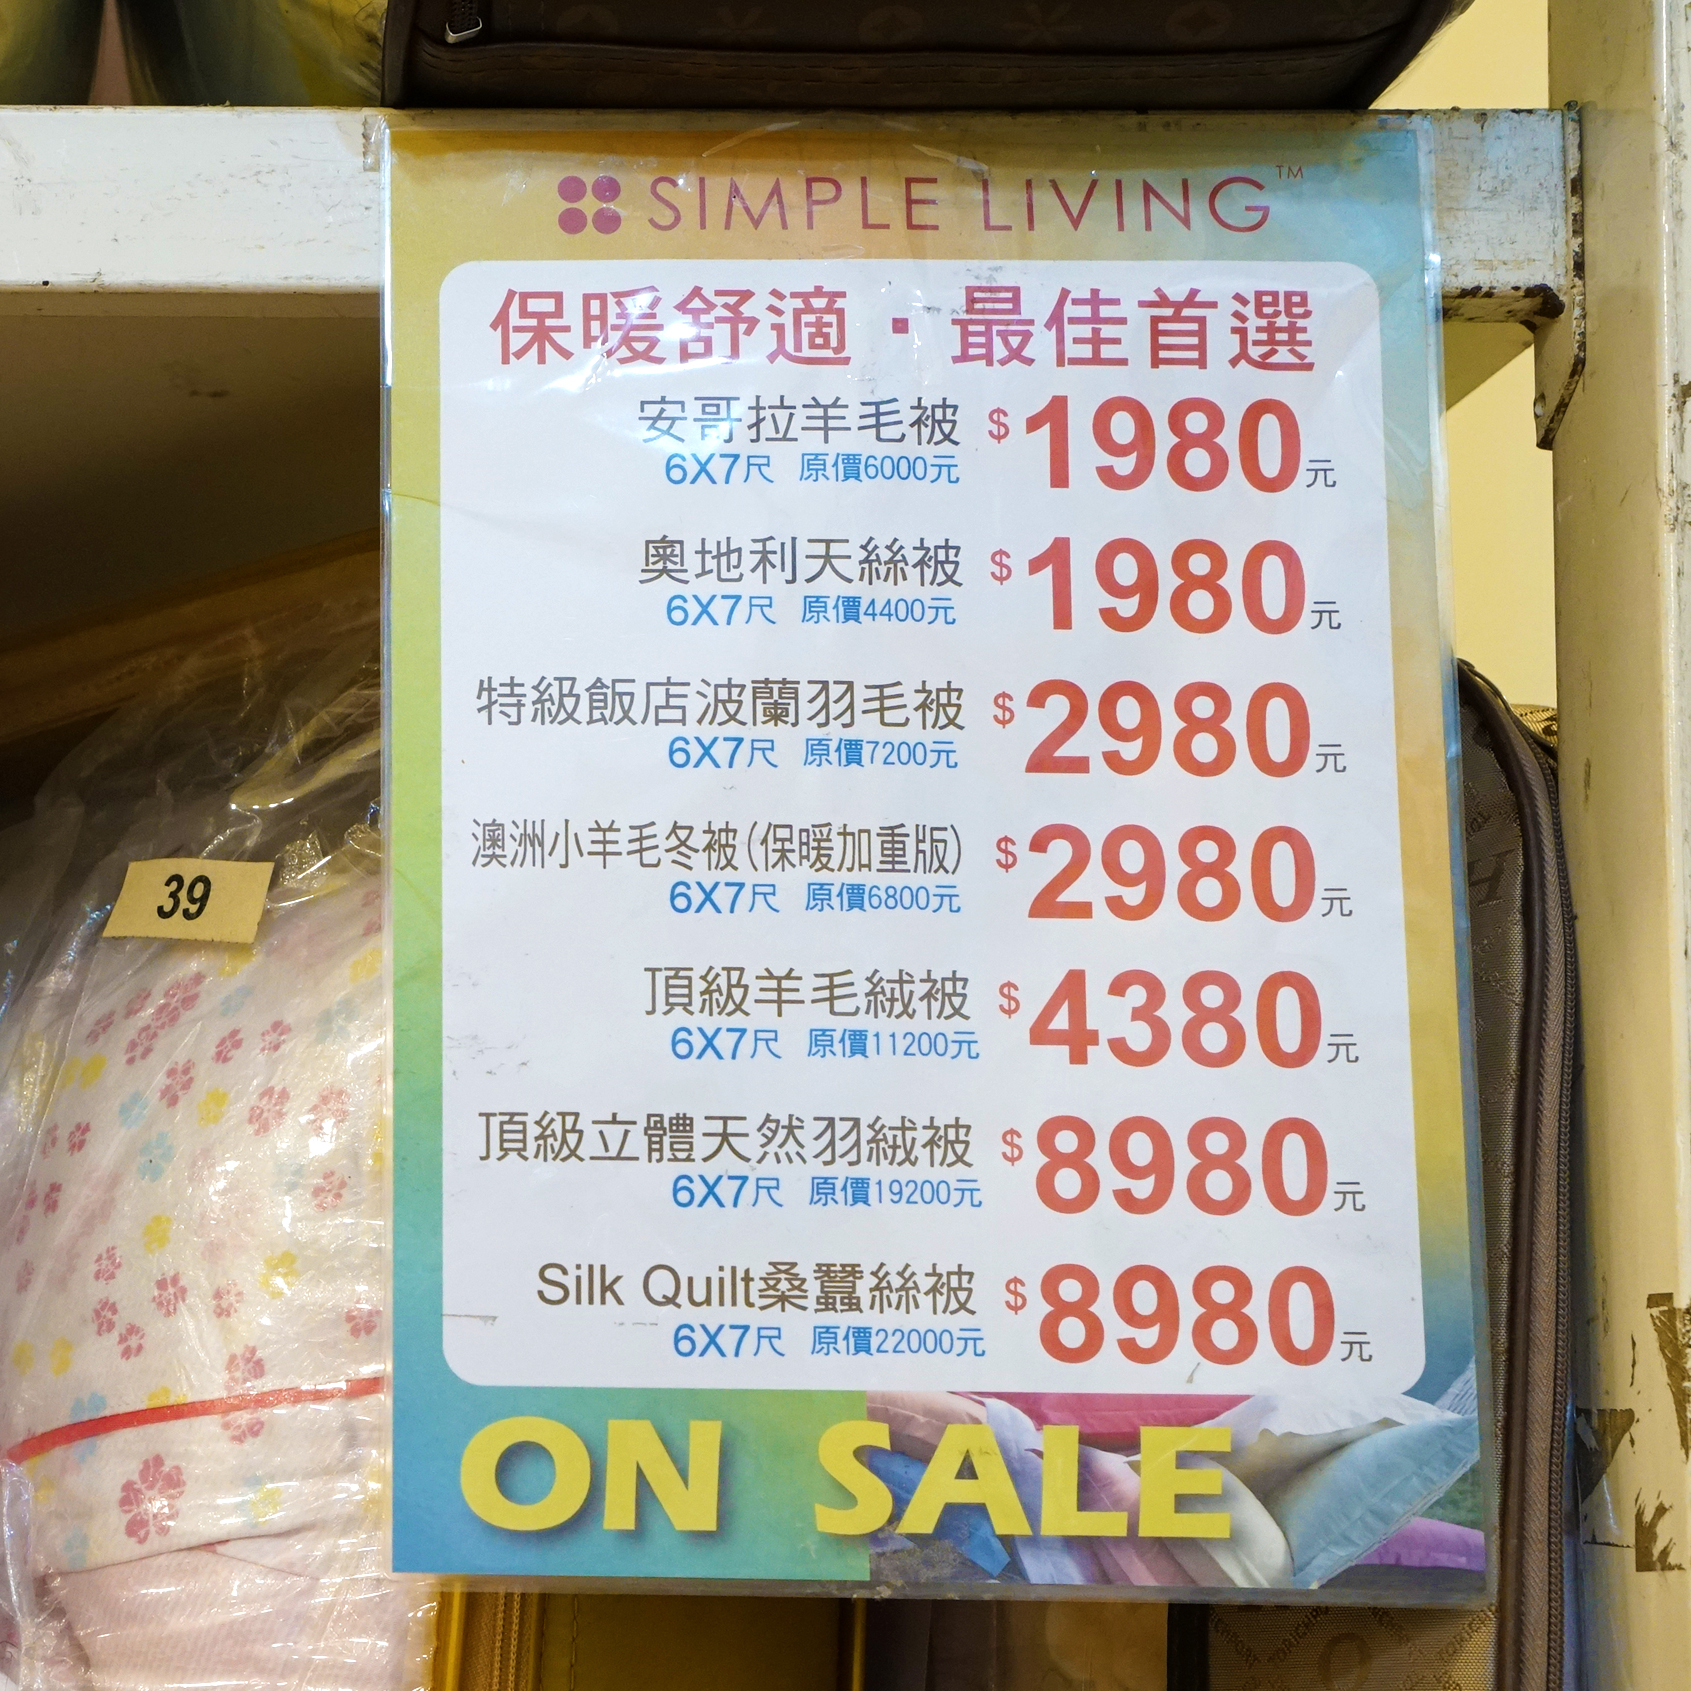 SIMPLE LIVING™
保暖舒適・最佳首選
安哥拉羊毛被 $1980元
6X7尺 原價6000元
奧地利天絲被 $1980元
6X7尺 原價4400元
特級飯店波蘭羽毛被 $2980元
6X7尺 原價7200元
澳洲小羊毛冬被(保暖加重版) $2980元
6X7尺 原價6800元
頂級羊毛絨被 $4380元
6X7尺 原價11200元
頂級立體天然羽絨被 $8980元
6X7尺 原價19200元
Silk Quilt桑蠶絲被 $8980元
6X7尺 原價22000元
ON SALE
39